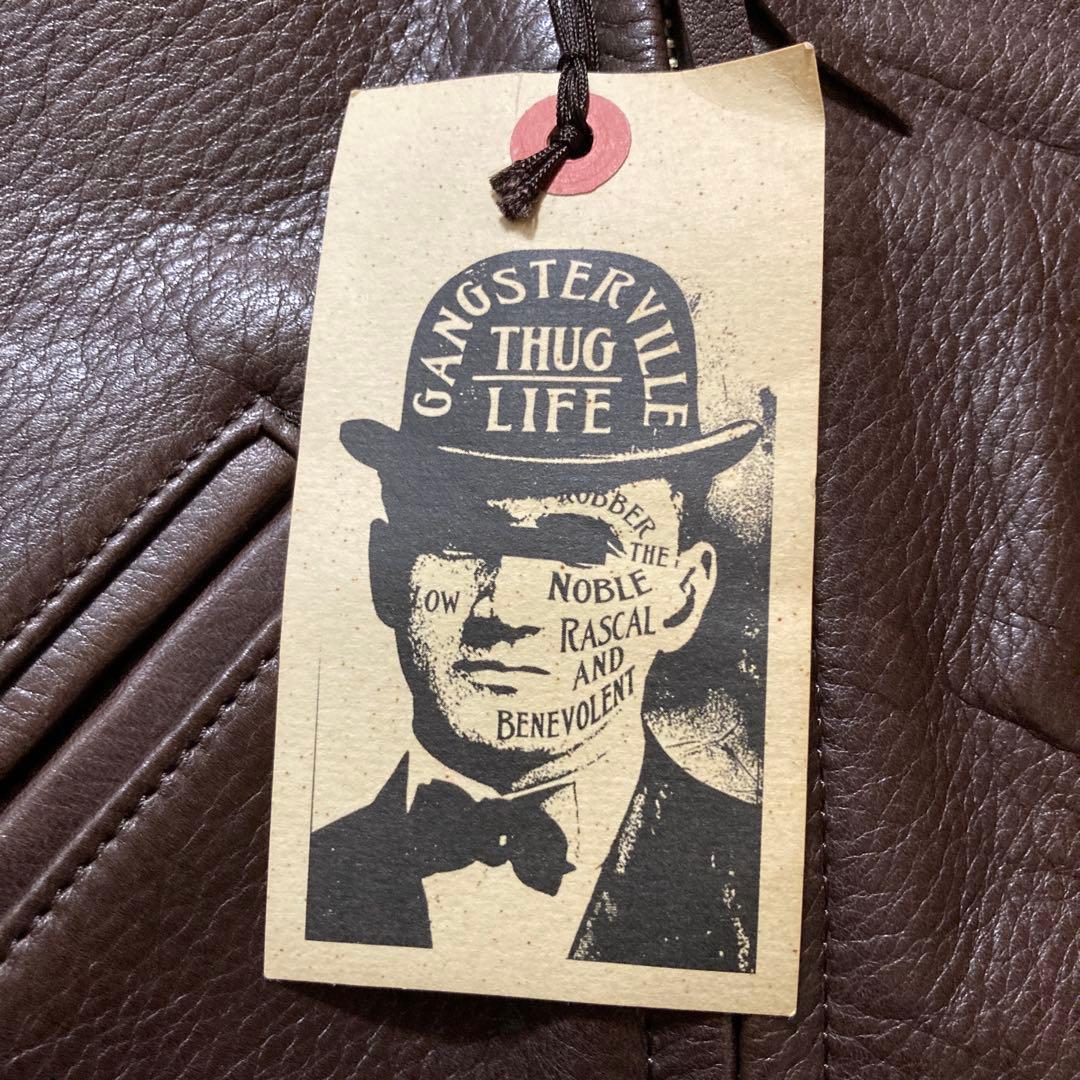 GANGSTERVILLE
THUG
LIFE
ROBBER
THE
OW
NOBLE
RASCAL
AND
BENEVOLENT